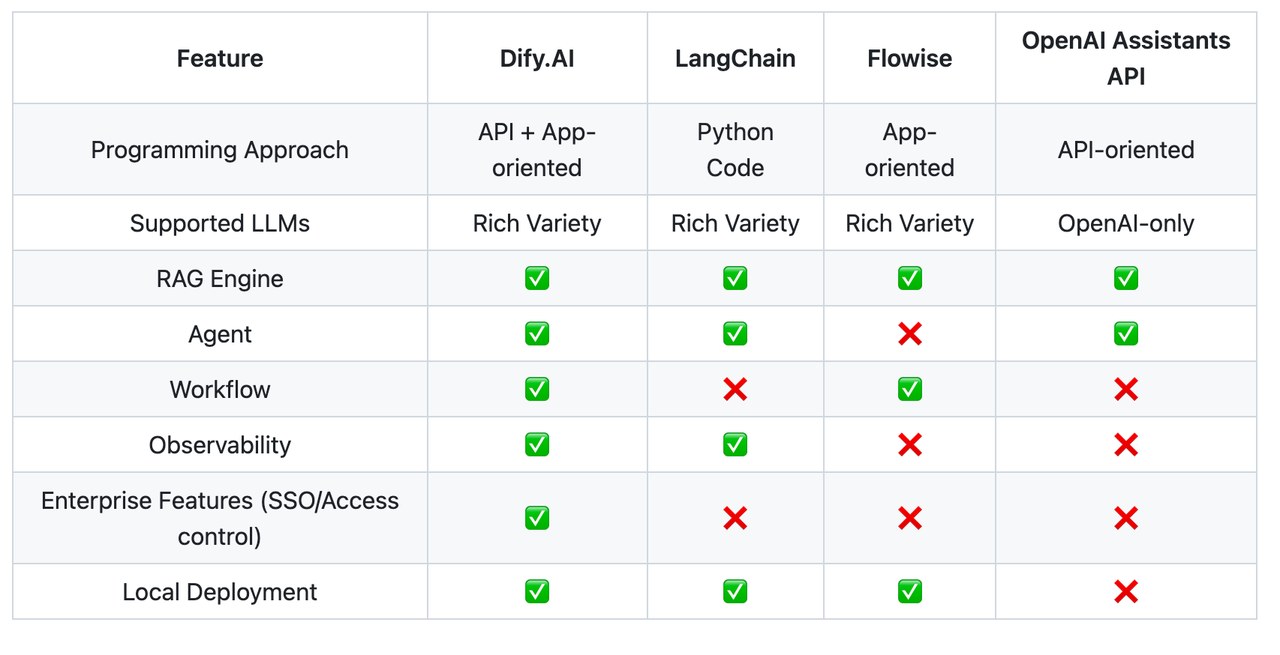 Feature Dify.AI LangChain Flowise OpenAI Assistants
API
Programming Approach API + App-
oriented Python
Code App-
oriented API-oriented
Supported LLMs Rich Variety Rich Variety Rich Variety OpenAI-only
RAG Engine ✅ ✅ ✅ ✅
Agent ✅ ✅ ❌ ✅
Workflow ✅ ❌ ✅ ❌
Observability ✅ ✅ ❌ ❌
Enterprise Features (SSO/Access
control) ✅ ❌ ❌ ❌
Local Deployment ✅ ✅ ✅ ❌